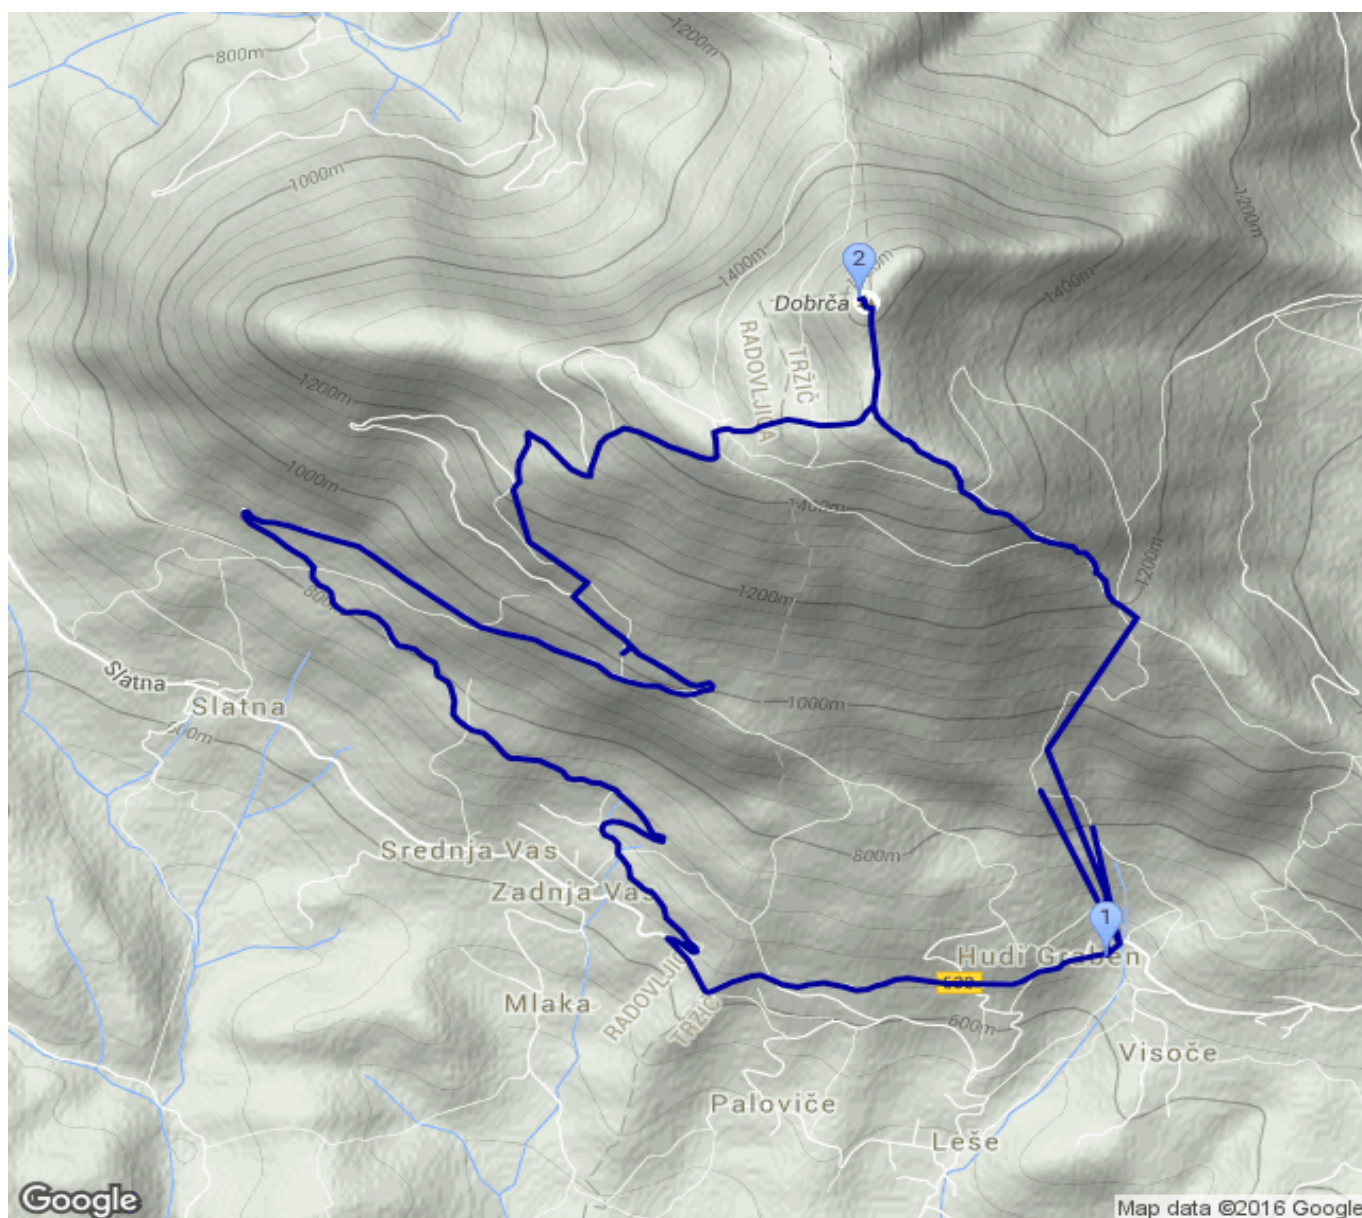 1200m
800m
1000m
1400m
1200m
2
Dobrča
1400m
RADOVLJICA
TRŽIČ
1200m
1000m
1400m
1200m
1200m
800m
Slatna
Slatna
1000m
600m
Srednja Vas
800m
Zadnja Vas
1
Hudi Graben
Mlaka
RADOVLJICA
TRŽIČ
600m
Visoče
Paloviče
Leše
Google
Map data ©2016 Google